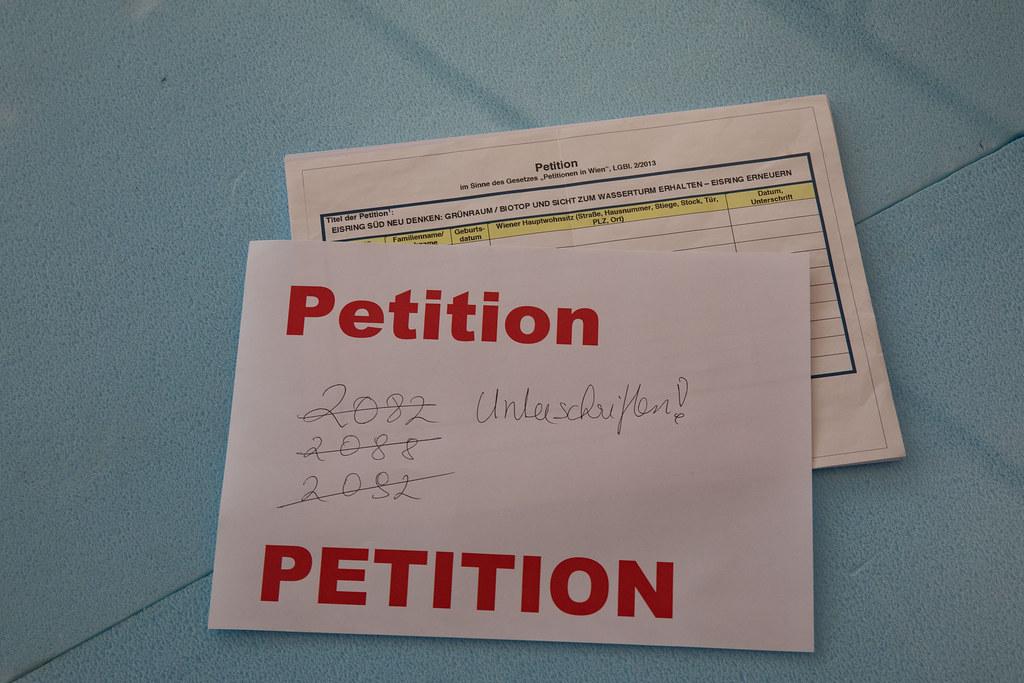 Petition
im Sinne des Gesetzes „Petitionen in Wien“, LGBl. 2/2013
Titel der Petition¹:
EISRING SÜD NEU DENKEN: GRÜNRAUM / BIOTOP UND SICHT ZUM WASSERTURM ERHALTEN – EISRING ERNEUERN
Familienname/ Geburts-datum Wiener Hauptwohnsitz (Straße, Hausnummer, Stiege, Stock, Tür, PLZ, Ort) Datum, Unterschrift
Petition
2082 Unterschriften!
2088
2092
PETITION